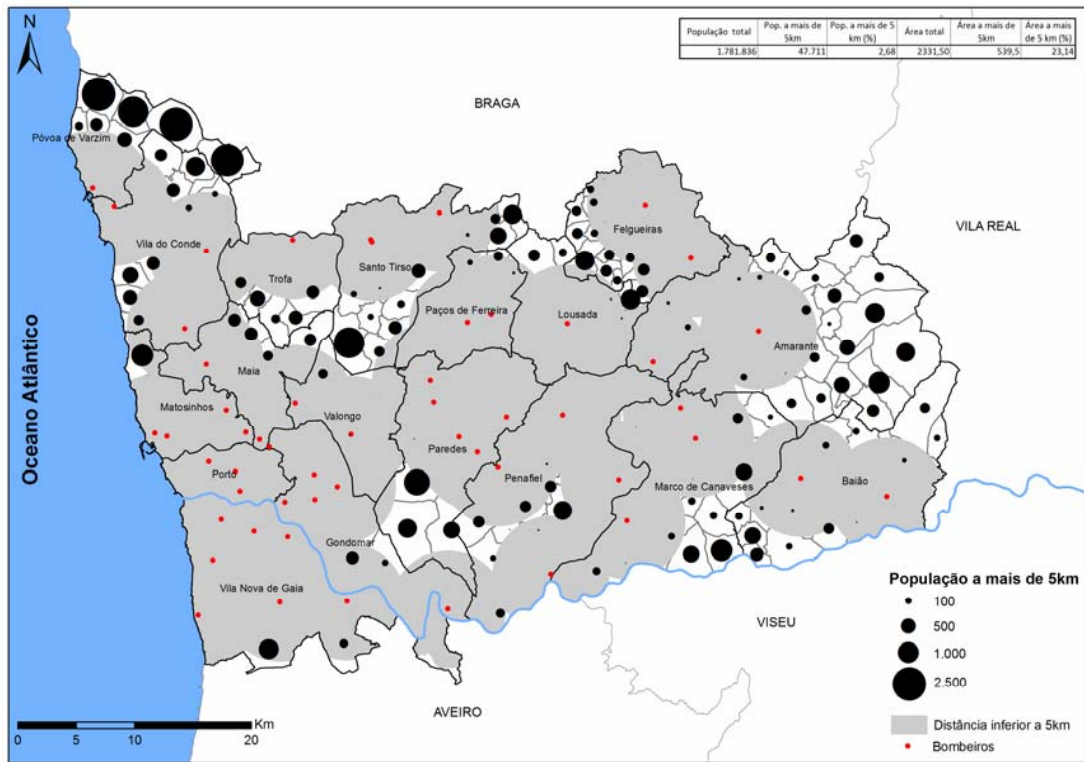 N
População total
Pop. a mais de
5km
Pop. a mais de 5
km (%)
Área total
Área a mais de
5km
Área a mais
de 5 km (%)
1.781.836
47.711
2,68
2331,50
539,5
23,14
BRAGA
Póvoa de Varzim
VILA REAL
Felgueiras
Vila do Conde
Santo Tirso
Trofa
Paços de Ferreira
Lousada
Amarante
Maia
Matosinhos
Valongo
Paredes
Porto
Penafiel
Marco de Canaveses
Baião
Gondomar
Vila Nova de Gaia
Oceano Atlântico
VISEU
AVEIRO
População a mais de 5km
100
500
1.000
2.500
Distância inferior a 5km
Bombeiros
Km
0
5
10
20